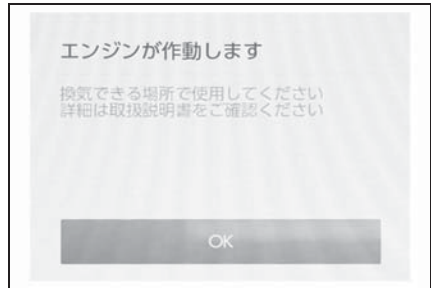 エンジンが作動します
換気できる場所で使用してください
詳細は取扱説明書をご確認ください
OK